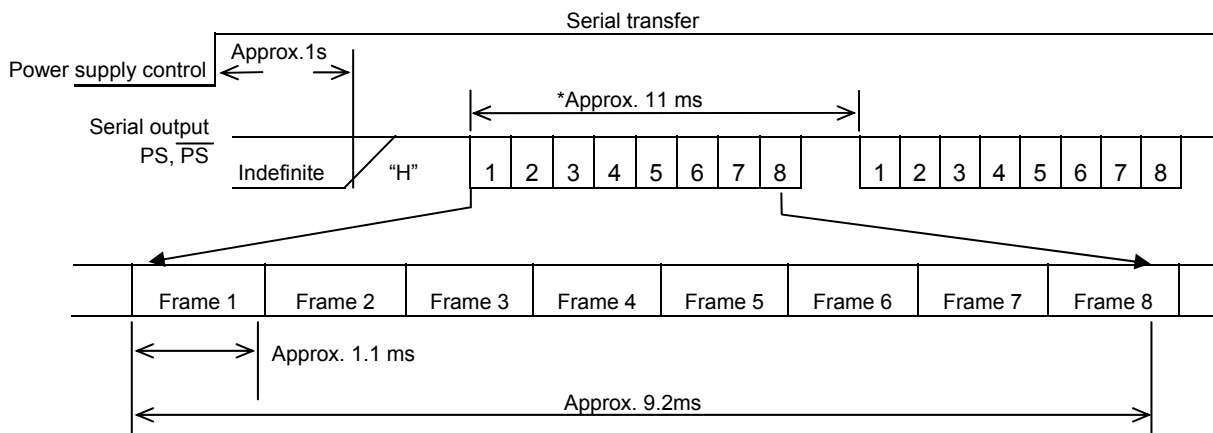 Serial transfer
Approx.1s
Power supply control
*Approx. 11 ms
Serial output
PS, PS
Indefinite
“H”
1 2 3 4 5 6 7 8
1 2 3 4 5 6 7 8
Frame 1 Frame 2 Frame 3 Frame 4 Frame 5 Frame 6 Frame 7 Frame 8
Approx. 1.1 ms
Approx. 9.2ms